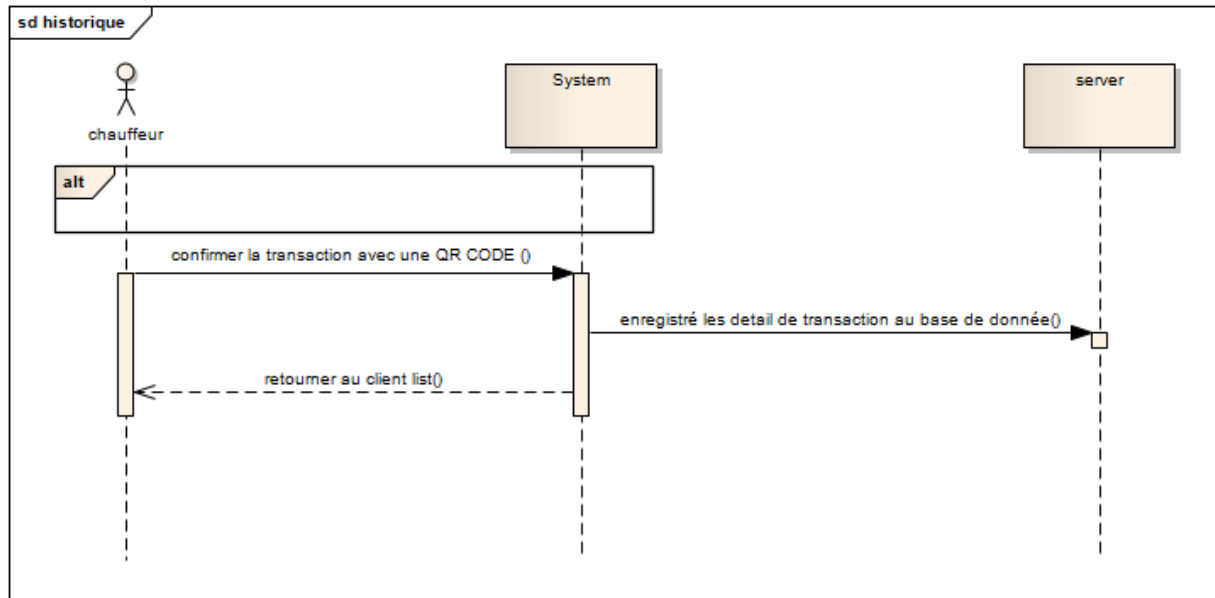 sd historique
System
server
chauffeur
alt
confirmer la transaction avec une QR CODE ()
enregistré les detail de transaction au base de donnée()
retourner au client list()